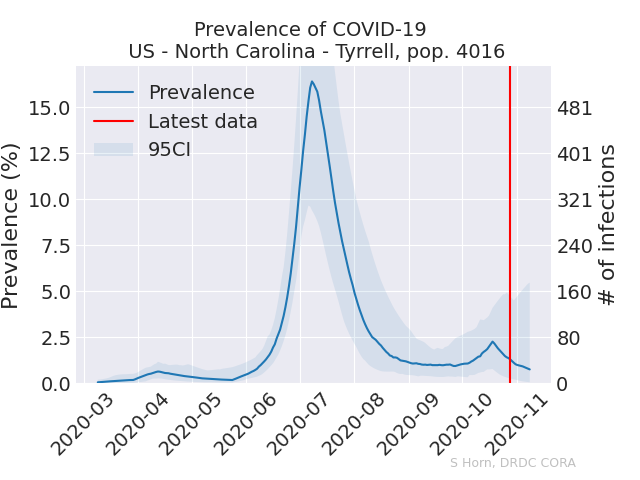 Prevalence of COVID-19
US - North Carolina - Tyrrell, pop. 4016
Prevalence
Latest data
95CI
Prevalence (%)
15.0
12.5
10.0
7.5
5.0
2.5
0.0
481
401
321
240
160
80
0
# of infections
2020-03
2020-04
2020-05
2020-06
2020-07
2020-08
2020-09
2020-10
2020-11
S Horn, DRDC CORA